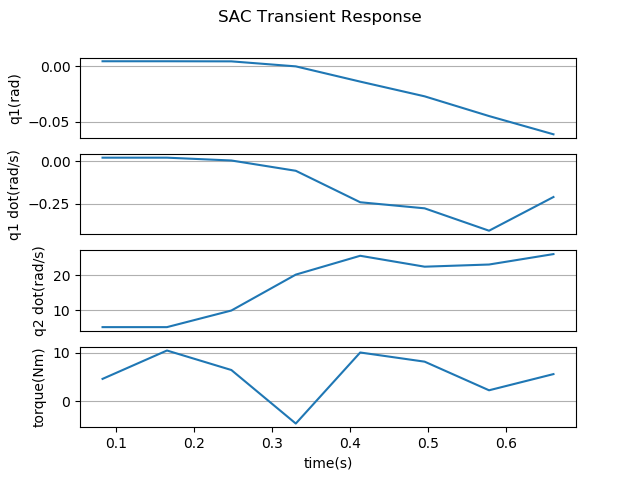 SAC Transient Response
0.00
−0.05
q1(rad)
0.00
−0.25
q1 dot(rad/s)
20
10
q2 dot(rad/s)
10
0
torque(Nm)
0.1 0.2 0.3 0.4 0.5 0.6
time(s)